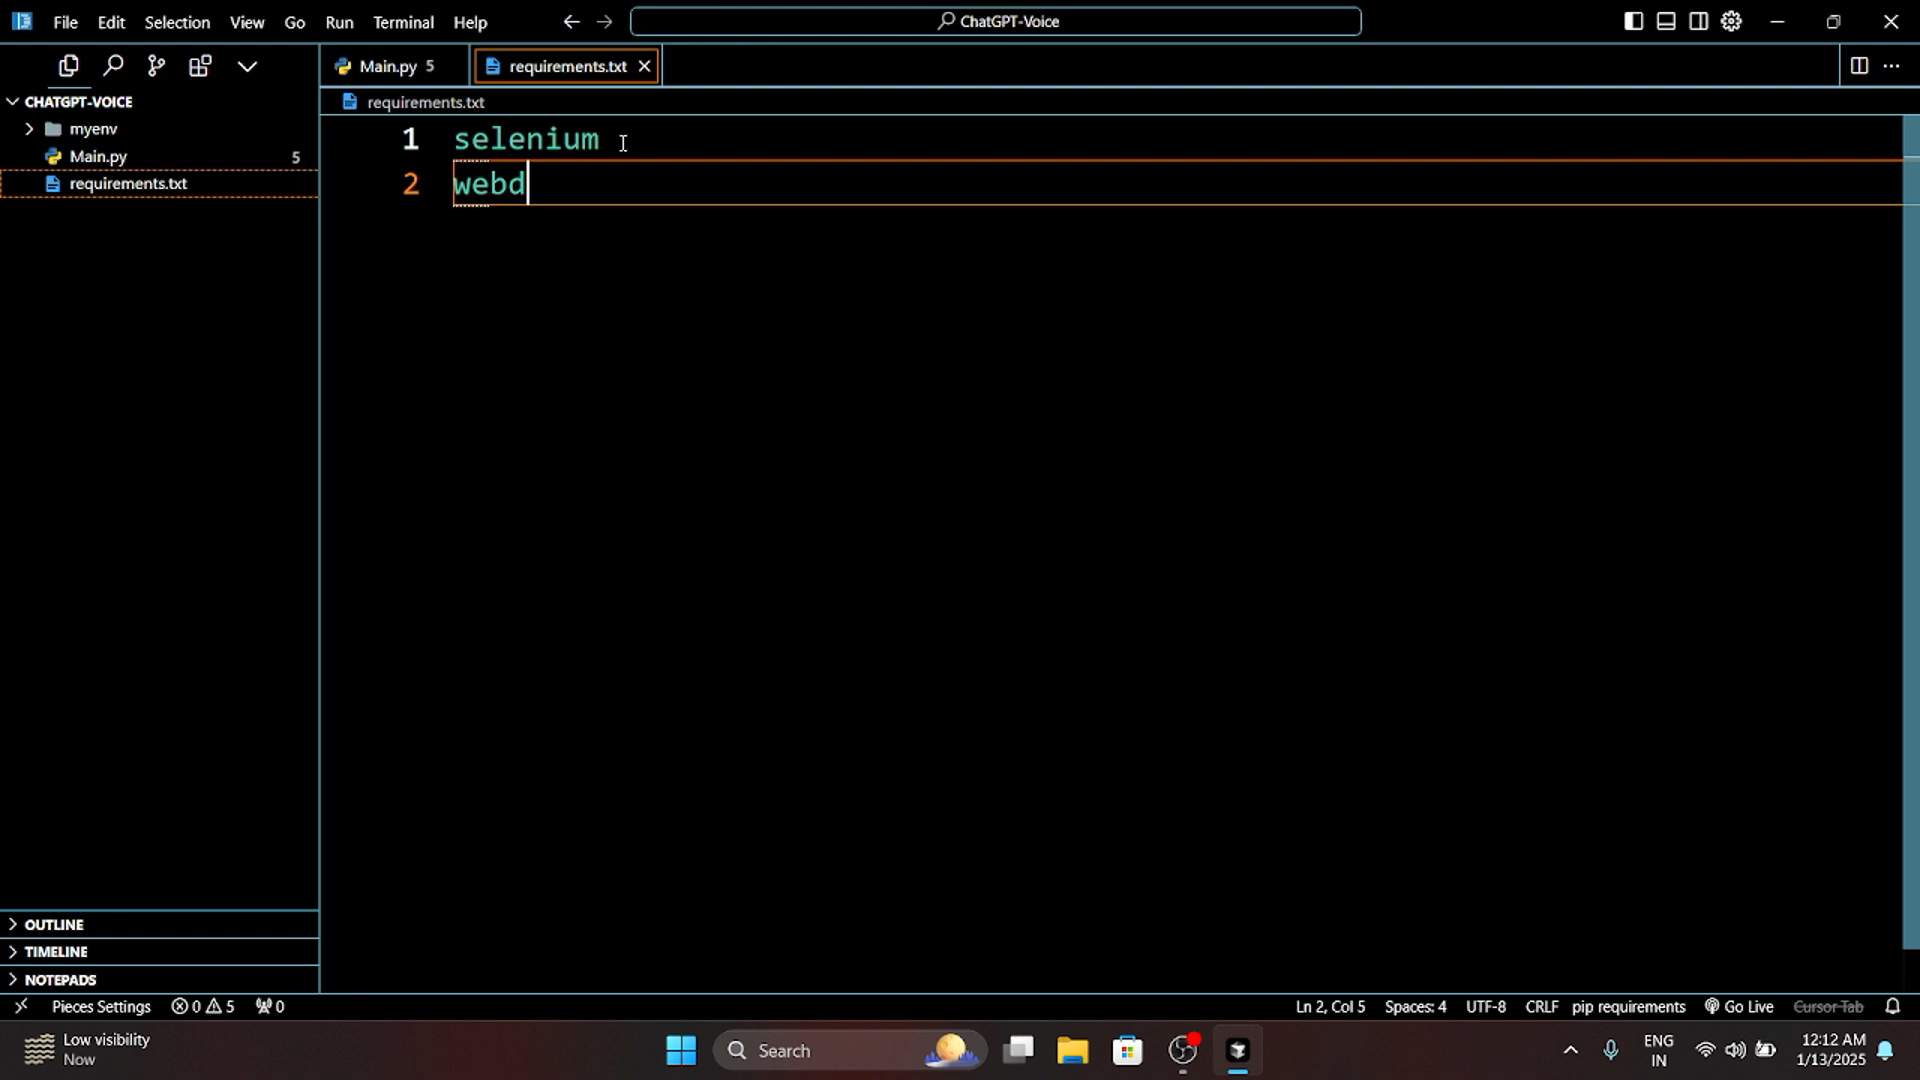 File Edit Selection View Go Run Terminal Help
ChatGPT-Voice
Main.py 5
requirements.txt
CHATGPT-VOICE
requirements.txt
myenv
Main.py 5
requirements.txt
1 selenium
2 webd
OUTLINE
TIMELINE
NOTEPADS
Pieces Settings 0 5 0
Ln 2, Col 5 Spaces: 4 UTF-8 CRLF pip requirements Go Live Cursor Tab
Low visibility
Now
Search
ENG
IN
12:12 AM
1/13/2025